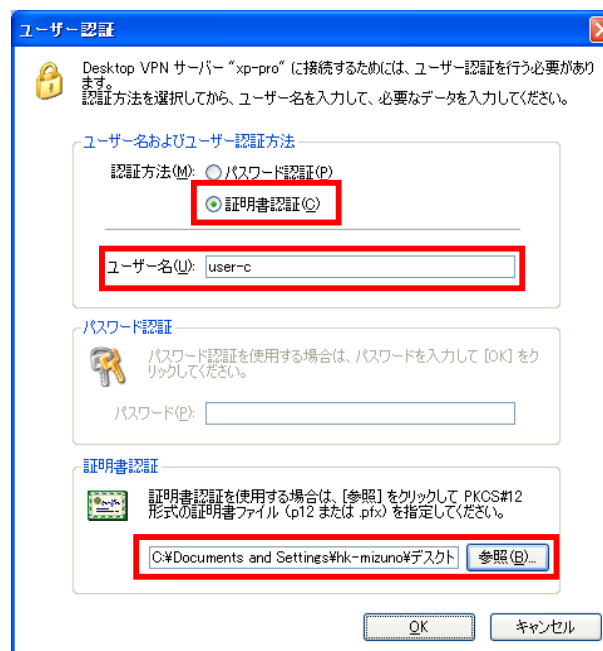 ユーザー認証
Desktop VPN サーバー "xp-pro" に接続するためには、ユーザー認証を行う必要があり
ます。
認証方法を選択してから、ユーザー名を入力して、必要なデータを入力してください。
ユーザー名およびユーザー認証方法
認証方法(M): パスワード認証(P)
証明書認証(C)
ユーザー名(U): user-c
パスワード認証
パスワード認証を使用する場合は、パスワードを入力して [OK] をク
リックしてください。
パスワード(P):
証明書認証
証明書認証を使用する場合は、[参照] をクリックして PKCS#12
形式の証明書ファイル (p12 または .pfx) を指定してください。
C:¥Documents and Settings¥hk-mizuno¥デスクト 参照(B)...
OK キャンセル